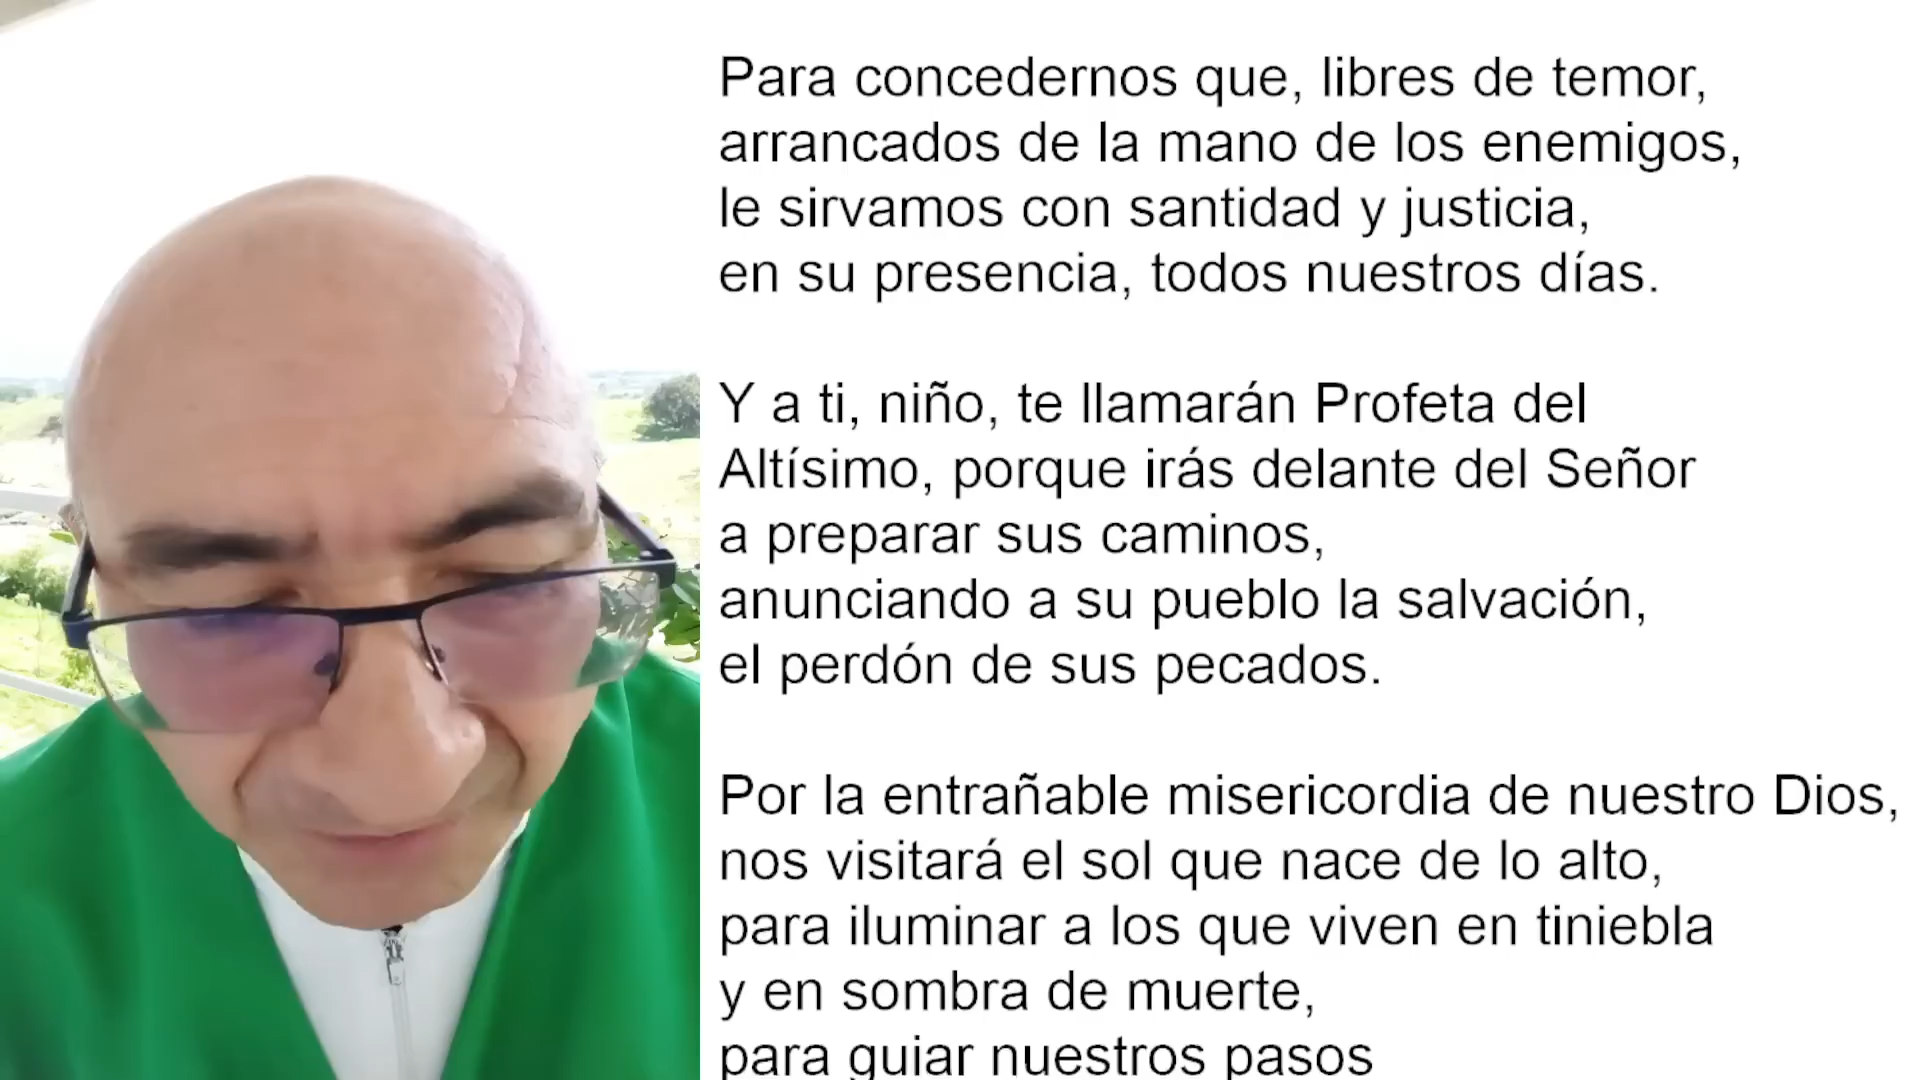 Para concedernos que, libres de temor,
arrancados de la mano de los enemigos,
le sirvamos con santidad y justicia,
en su presencia, todos nuestros días.
Y a ti, niño, te llamarán Profeta del
Altísimo, porque irás delante del Señor
a preparar sus caminos,
anunciando a su pueblo la salvación,
el perdón de sus pecados.
Por la entrañable misericordia de nuestro Dios,
nos visitará el sol que nace de lo alto,
para iluminar a los que viven en tiniebla
y en sombra de muerte,
para guiar nuestros pasos